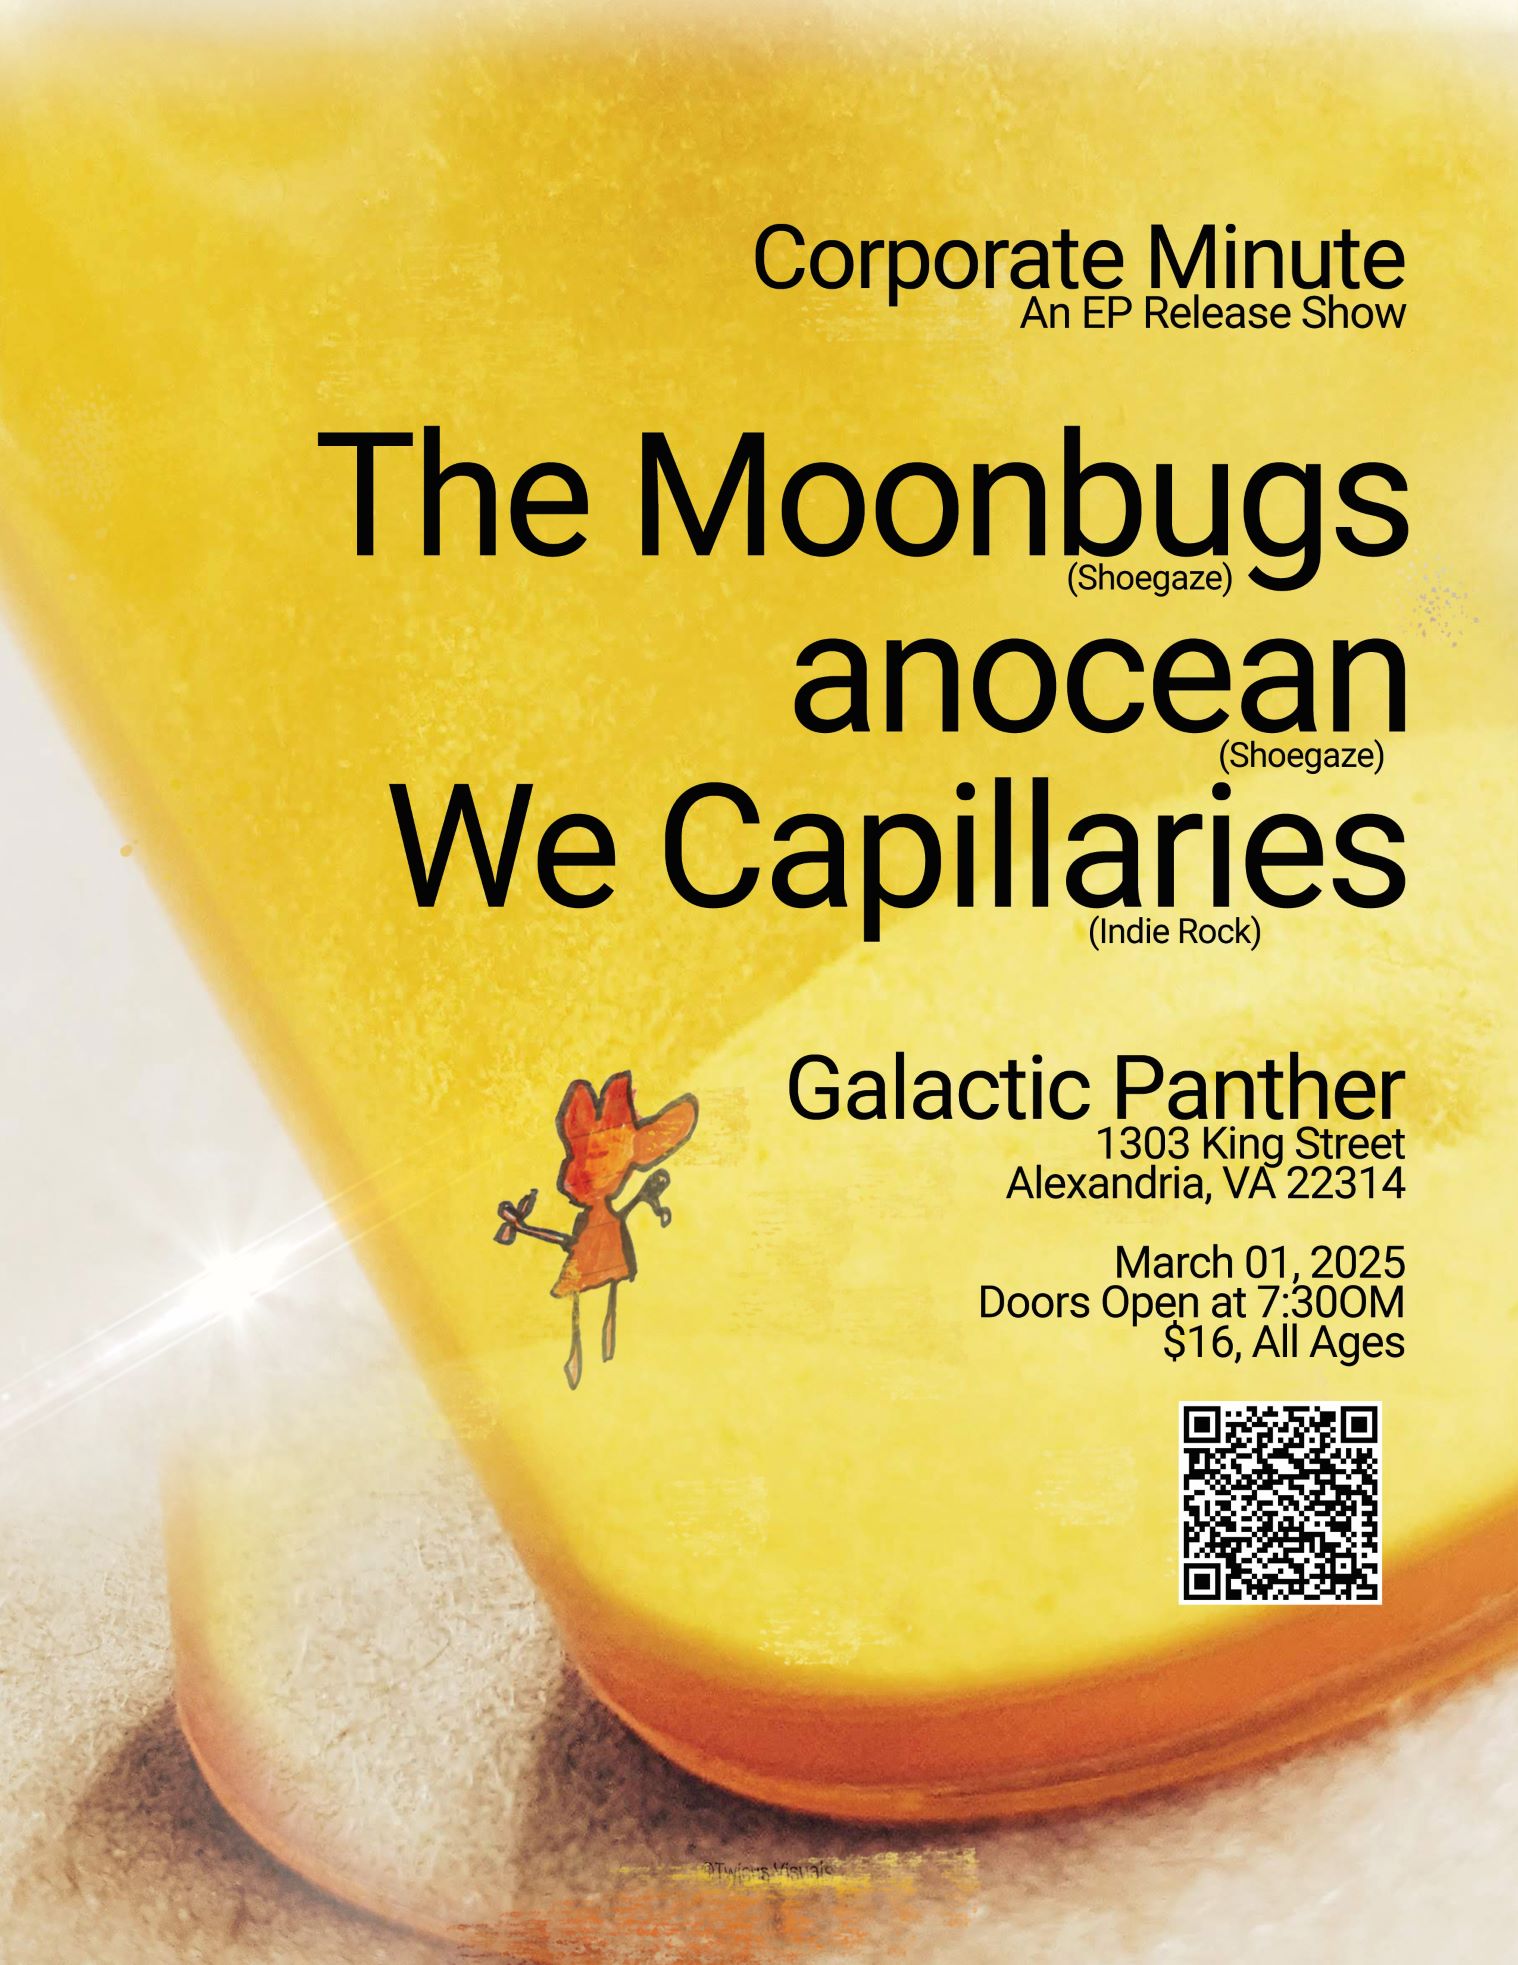 Corporate Minute
An EP Release Show
The Moonbugs
(Shoegaze)
anocean
(Shoegaze)
We Capillaries
(Indie Rock)
Galactic Panther
1303 King Street
Alexandria, VA 22314
March 01, 2025
Doors Open at 7:30OM
$16, All Ages
Visuals